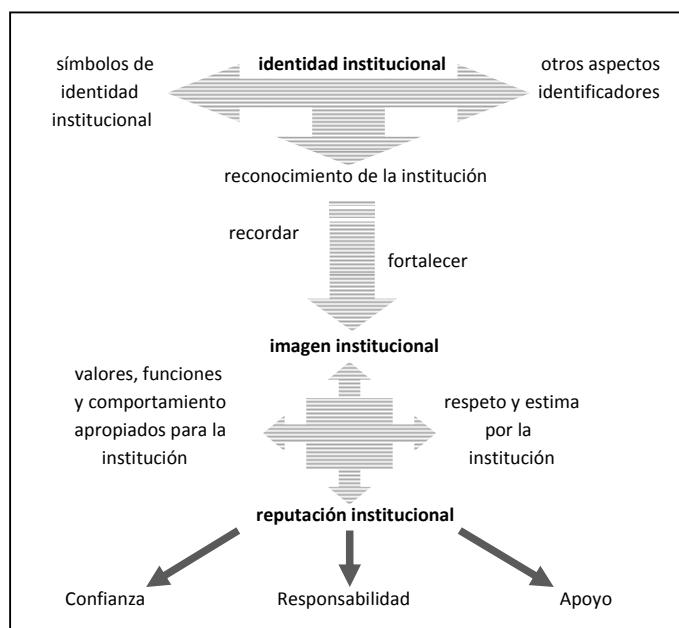 símbolos de
identidad
institucional
identidad institucional
otros aspectos
identificadores
reconocimiento de la institución
recordar
fortalecer
imagen institucional
valores, funciones
y comportamiento
apropiados para la
institución
respeto y estima
por la
institución
reputación institucional
Confianza
Responsabilidad
Apoyo